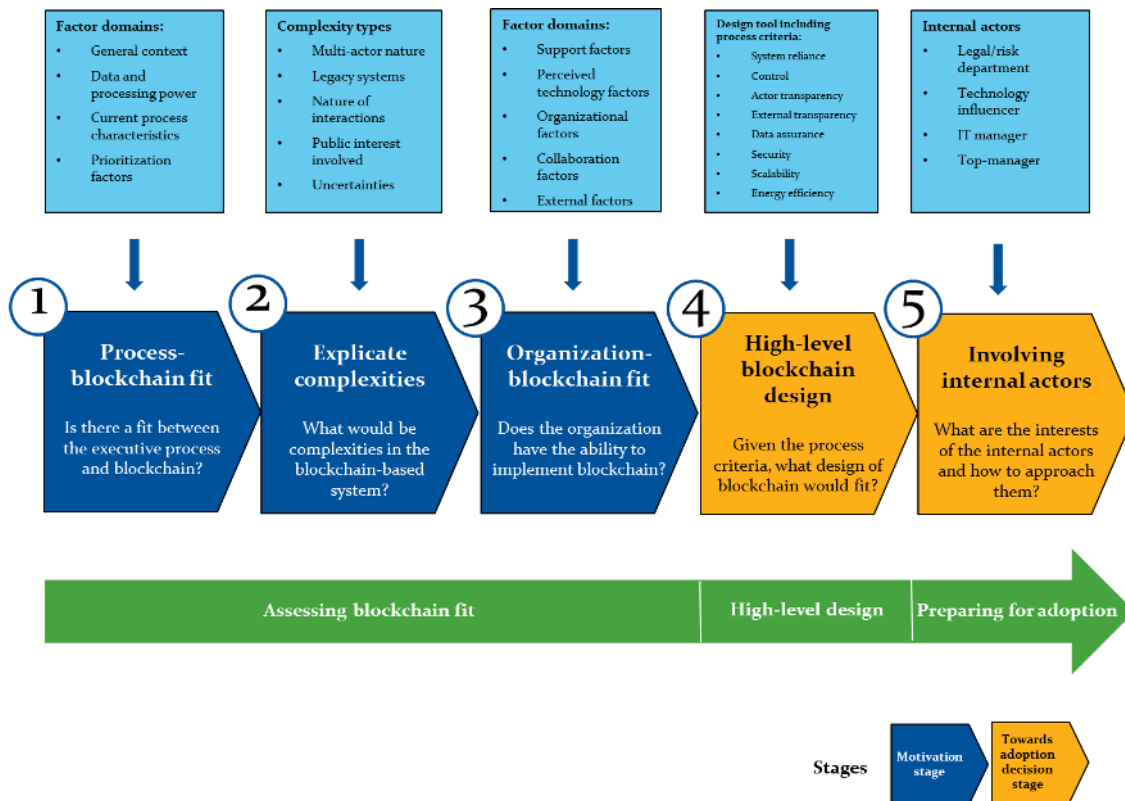 Factor domains:
• General context
• Data and
processing power
• Current process
characteristics
• Prioritization
factors
Complexity types
• Multi-actor nature
• Legacy systems
• Nature of
interactions
• Public interest
involved
• Uncertainties
Factor domains:
• Support factors
• Perceived
technology factors
• Organizational
factors
• Collaboration
factors
• External factors
Design tool including
process criteria:
• System reliance
• Control
• Actor transparency
• External transparency
• Data assurance
• Security
• Scalability
• Energy efficiency
Internal actors
• Legal/risk
department
• Technology
influencer
• IT manager
• Top-manager
1
Process-
blockchain fit
Is there a fit between
the executive process
and blockchain?
2
Explicate
complexities
What would be
complexities in the
blockchain-based
system?
3
Organization-
blockchain fit
Does the organization
have the ability to
implement blockchain?
4
High-level
blockchain
design
Given the process
criteria, what design of
blockchain would fit?
5
Involving
internal actors
What are the interests
of the internal actors
and how to approach
them?
Assessing blockchain fit
High-level design
Preparing for adoption
Stages
Motivation
stage
Towards
adoption
decision
stage